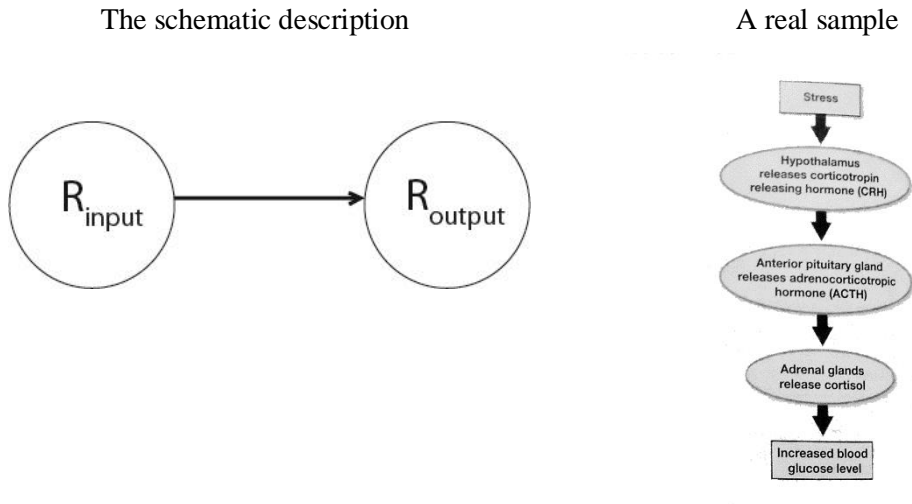 The schematic description
A real sample
R input
R output
Stress
Hypothalamus
releases corticotropin
releasing hormone (CRH)
Anterior pituitary gland
releases adrenocorticotropic
hormone (ACTH)
Adrenal glands
release cortisol
Increased blood
glucose level